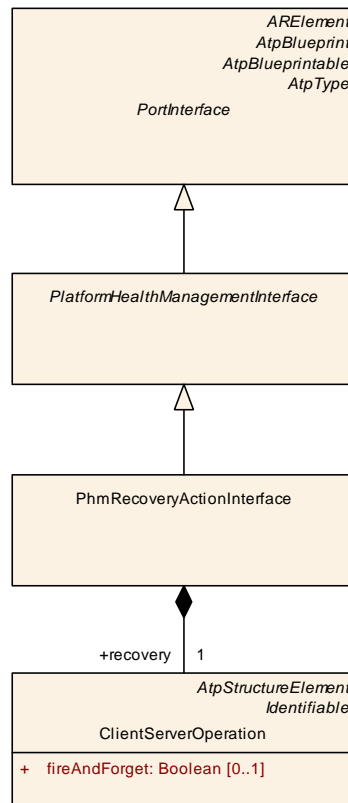 ARElement
AtpBlueprint
AtpBlueprintable
AtpType
PortInterface
PlatformHealthManagementInterface
PhmRecoveryActionInterface
+recovery 1
AtpStructureElement
Identifiable
ClientServerOperation
+ fireAndForget: Boolean [0..1]